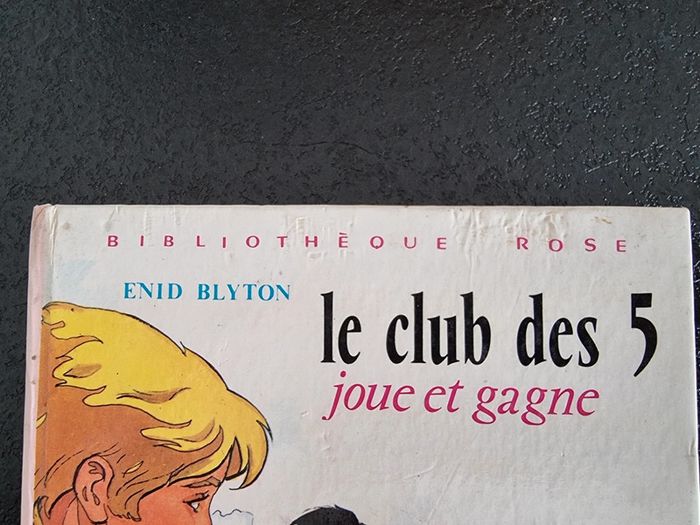 BIBLIOTHÈQUE ROSE
ENID BLYTON
le club des 5
joue et gagne